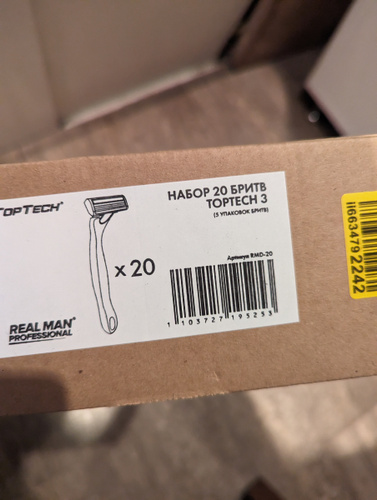 TOPTECH®
НАБОР 20 БРИТВ
TOPTECH 3
(5 УПАКОВОК БРИТВ)
x 20
Артикул RMD-20
1 103727 195253
REAL MAN®
PROFESSIONAL
ii6634792242